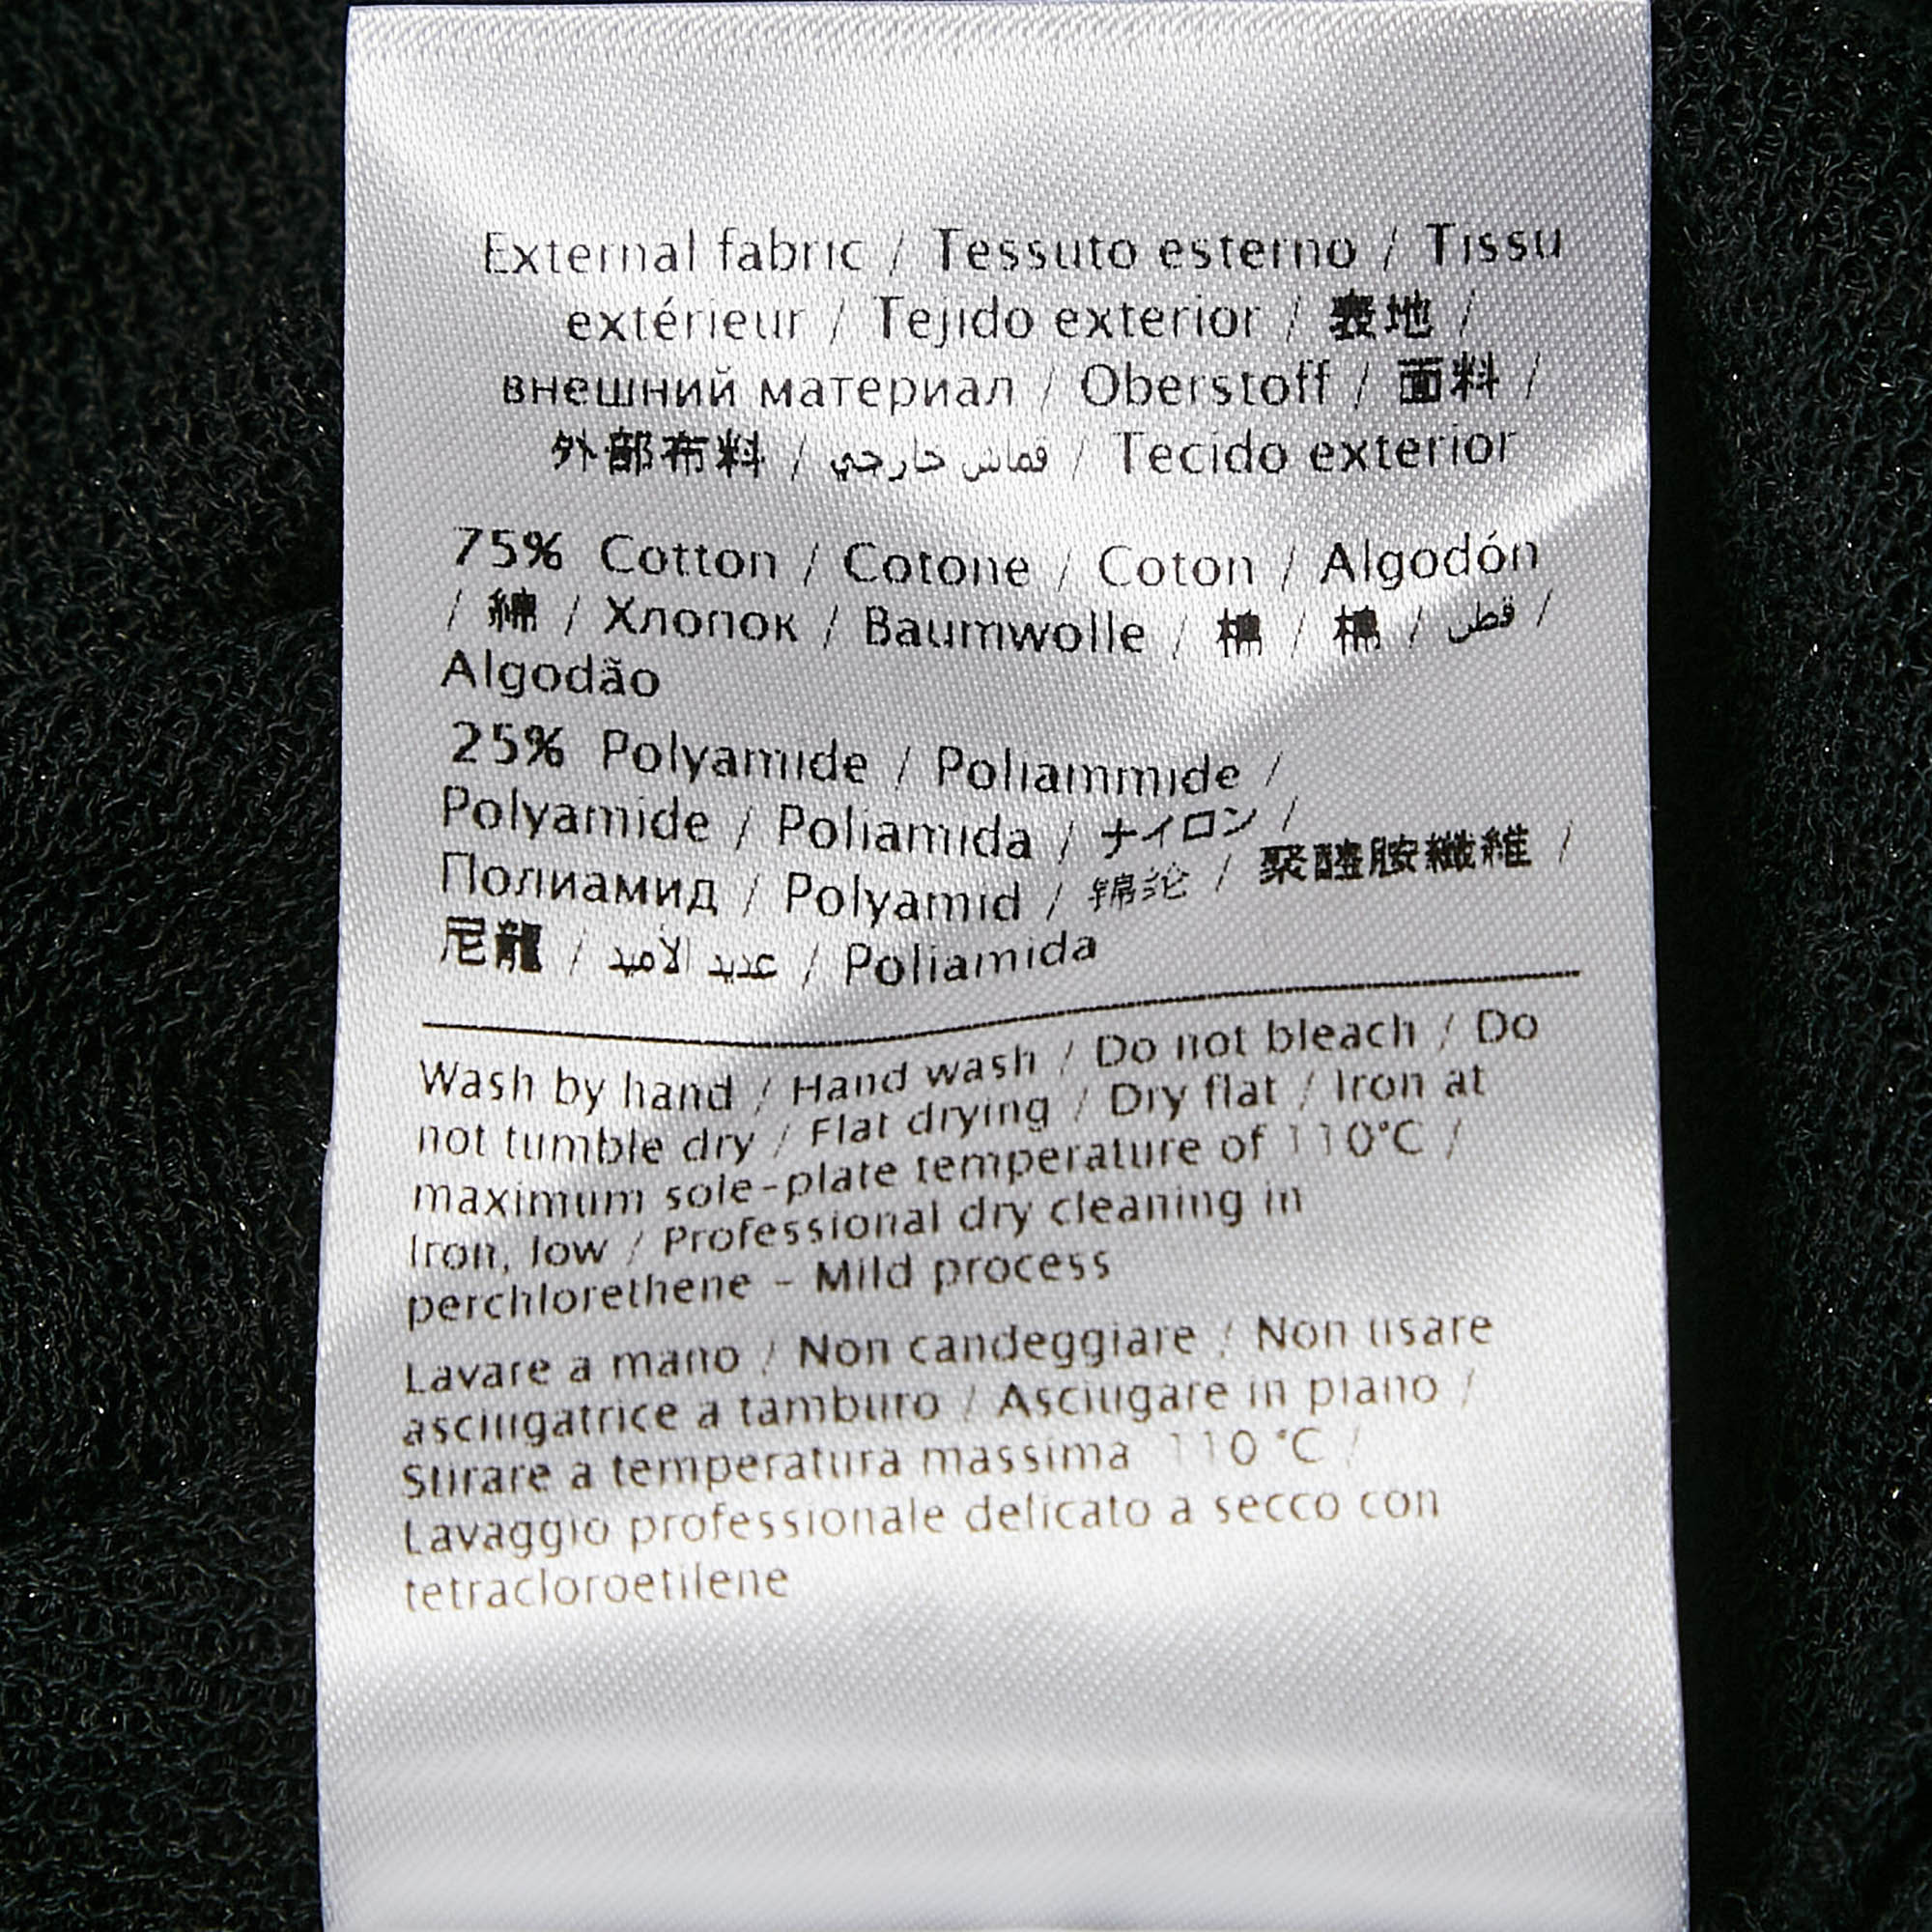 External fabric / Tessuto esterno / Tissu
extérieur / Tejido exterior / 表地 /
внешний материал / Oberstoff / 面料 /
外部布料 / قماش خارجي / Tecido exterior
75% Cotton / Cotone / Coton / Algodón
/ 綿 / Хлопок / Baumwolle / 棉 / 棉 / قطن /
Algodão
25% Polyamide / Poliammide /
Polyamide / Poliamida / ナイロン /
Полиамид / Polyamid / 锦纶 / 聚醯胺纖維 /
尼龍 / عديد الأميد / Poliamida
Wash by hand / Hand wash / Do not bleach / Do
not tumble dry / Flat drying / Dry flat / Iron at
maximum sole-plate temperature of 110°C /
Iron, low / Professional dry cleaning in
perchlorethene - Mild process
Lavare a mano / Non candeggiare / Non usare
asciugatrice a tamburo / Asciugare in piano /
Stirare a temperatura massima 110 °C /
Lavaggio professionale delicato a secco con
tetracloroetilene